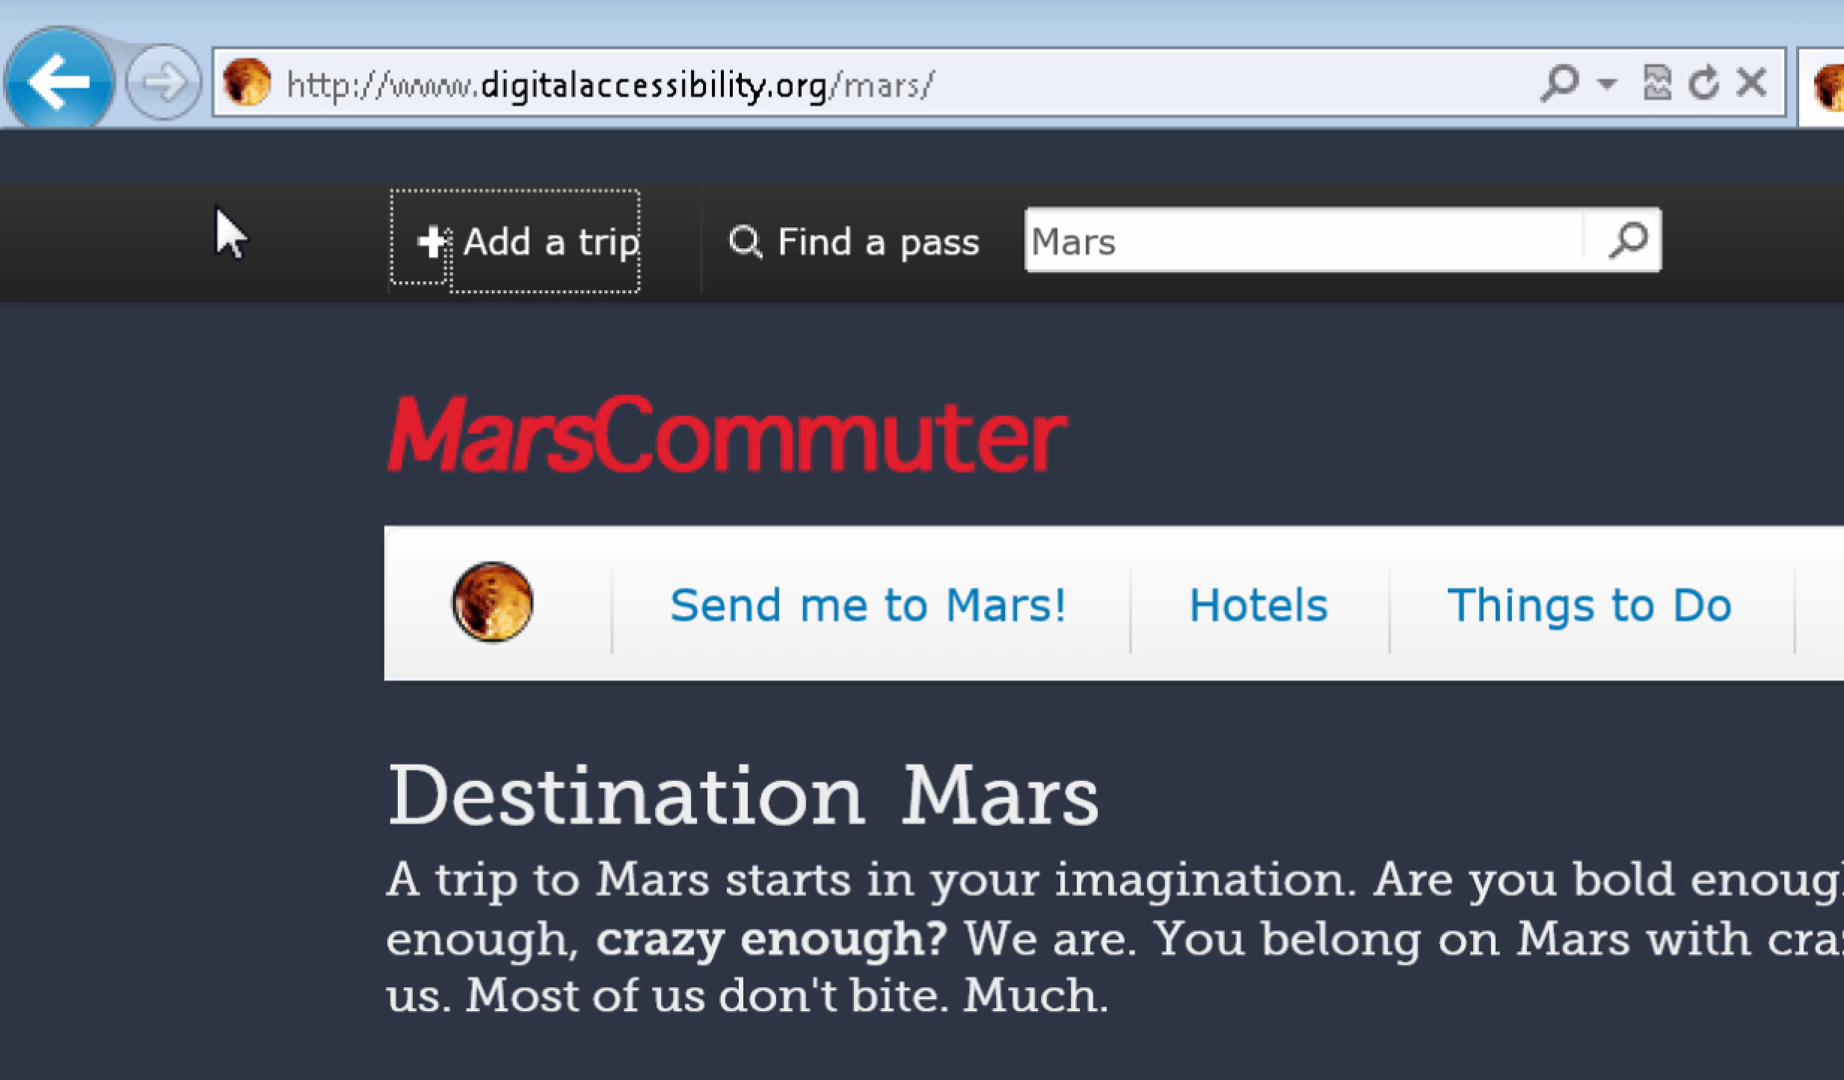 http://www.digitalaccessibility.org/mars/
Add a trip
Find a pass
Mars
MarsCommuter
Send me to Mars!
Hotels
Things to Do
Destination Mars
A trip to Mars starts in your imagination. Are you bold enough
enough, crazy enough? We are. You belong on Mars with
us. Most of us don't bite. Much.